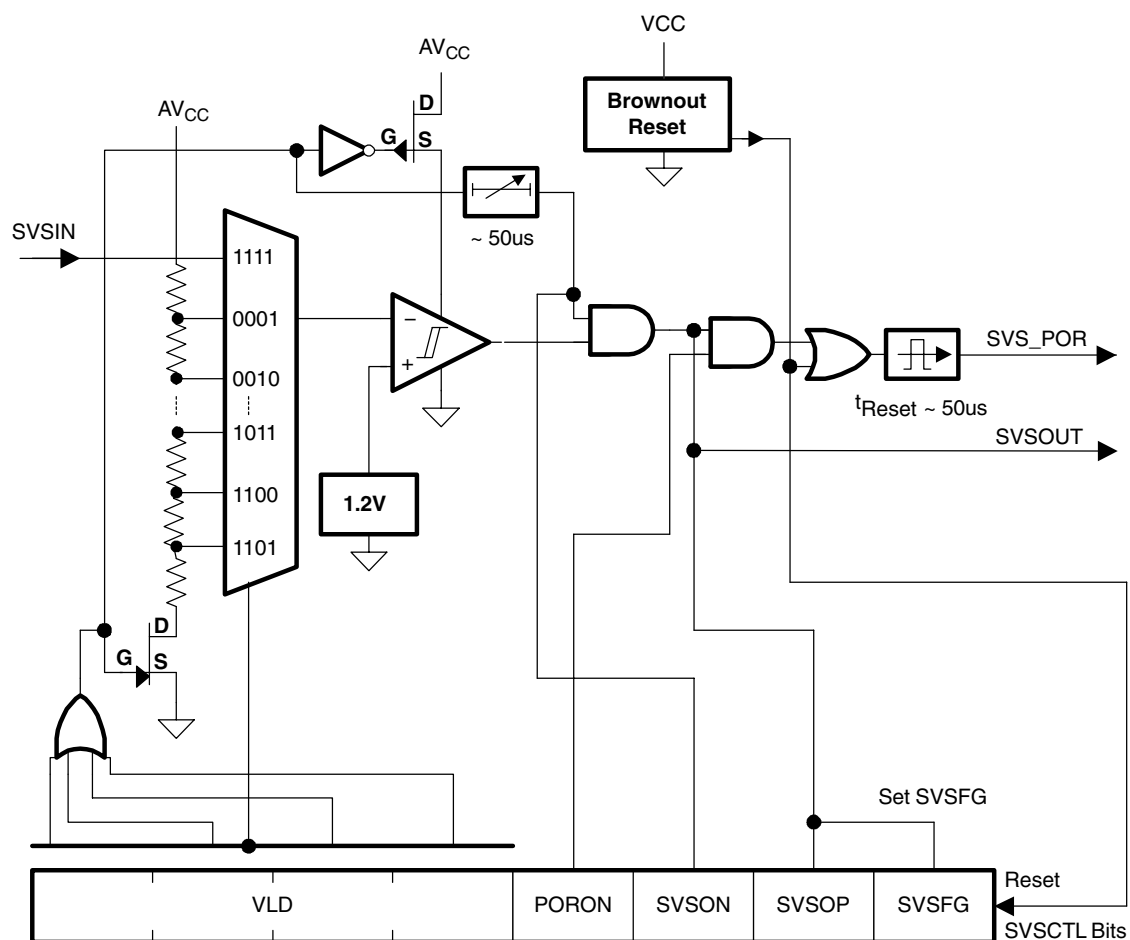 VCC
AVCC
AVCC
D
G
S
Brownout
Reset
~ 50us
SVSIN
1111
0001
0010
1011
1100
1101
−
+
1.2V
SVS_POR
tReset ~ 50us
SVSOUT
D
G
S
Set SVSFG
Reset
VLD
PORON
SVSON
SVSOP
SVSFG
SVSCTL Bits